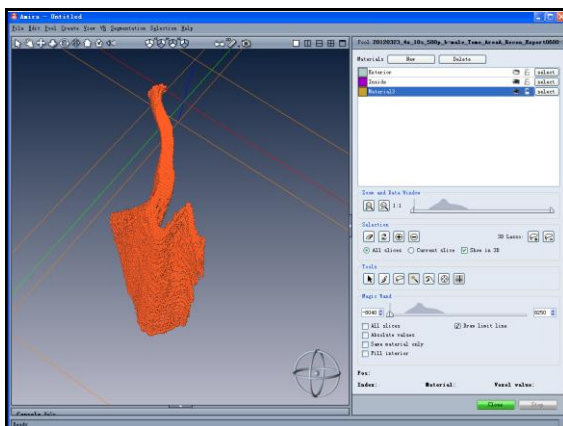 Amira - Untitled
File Edit Pool Create View VR Segmentation Selection Help
Materials New Delete
Exterior select
Inside select
Material3 select
Zoom and Data Window
1:1
Selection
3D Lasso:
All slices Current slice Show in 3D
Tools
Magic Wand
All slices Draw limit line
Absolute values
Same material only
Fill interior
Pos:
Index: Material: Voxel value:
Close Stop
Ready